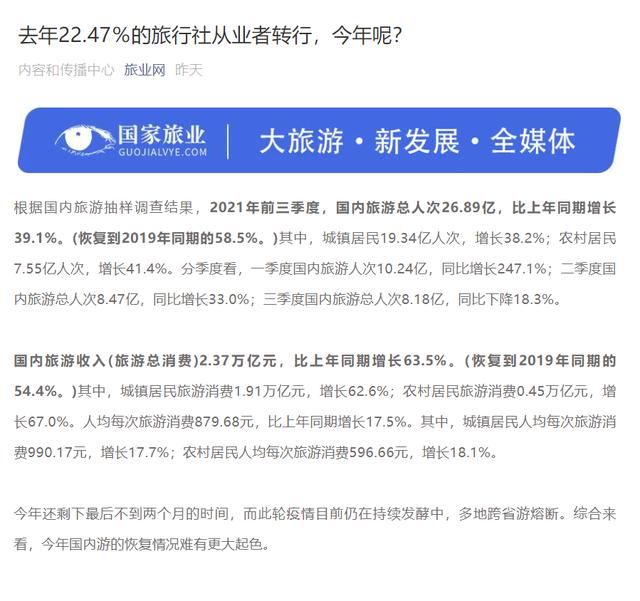 去年22.47%的旅行社从业者转行，今年呢？
内容和传播中心 旅业网 昨天
国家旅业
GUOJIALVYE.COM
大旅游·新发展·全媒体
根据国内旅游抽样调查结果，2021年前三季度，国内旅游总人次26.89亿，比上年同期增长
39.1%。(恢复到2019年同期的58.5%。)其中，城镇居民19.34亿人次，增长38.2%；农村居民
7.55亿人次，增长41.4%。分季度看，一季度国内旅游人次10.24亿，同比增长247.1%；二季度国
内旅游总人次8.47亿，同比增长33.0%；三季度国内旅游总人次8.18亿，同比下降18.3%。
国内旅游收入(旅游总消费)2.37万亿元，比上年同期增长63.5%。(恢复到2019年同期的
54.4%。)其中，城镇居民旅游消费1.91万亿元，增长62.6%；农村居民旅游消费0.45万亿元，增
长67.0%。人均每次旅游消费879.68元，比上年同期增长17.5%。其中，城镇居民人均每次旅游消
费990.17元，增长17.7%；农村居民人均每次旅游消费596.66元，增长18.1%。
今年还剩下最后不到两个月的时间，而此轮疫情目前仍在持续发酵中，多地跨省游熔断。综合来
看，今年国内游的恢复情况难有更大起色。